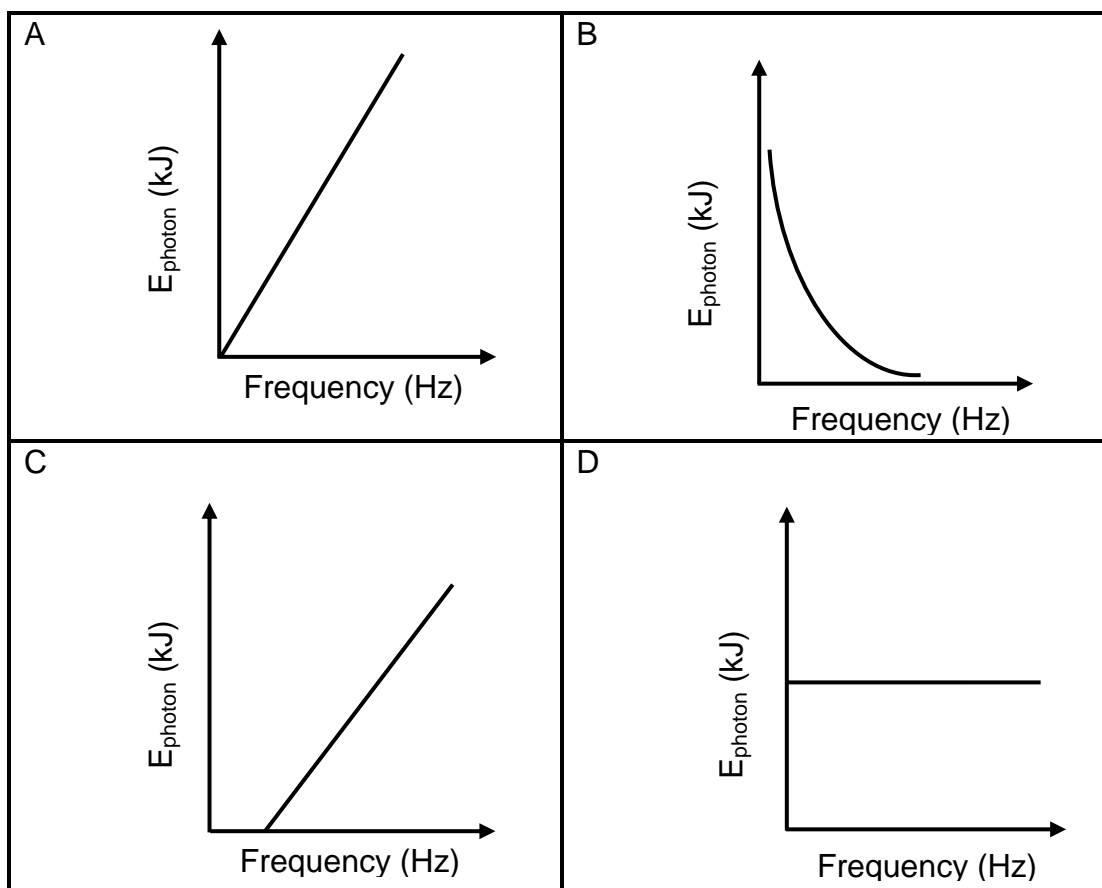 A
E_photon (kJ)
Frequency (Hz)
B
E_photon (kJ)
Frequency (Hz)
C
E_photon (kJ)
Frequency (Hz)
D
E_photon (kJ)
Frequency (Hz)